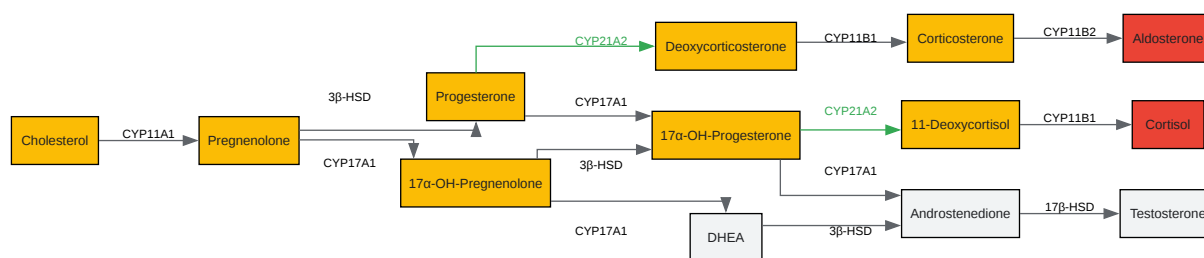 CYP21A2
Deoxycorticosterone
CYP11B1
Corticosterone
CYP11B2
Aldosterone
3β-HSD
Progesterone
CYP17A1
CYP21A2
11-Deoxycortisol
CYP11B1
Cortisol
Cholesterol
CYP11A1
Pregnenolone
17α-OH-Progesterone
CYP17A1
3β-HSD
CYP17A1
17α-OH-Pregnenolone
Androstenedione
17β-HSD
Testosterone
CYP17A1
DHEA
3β-HSD